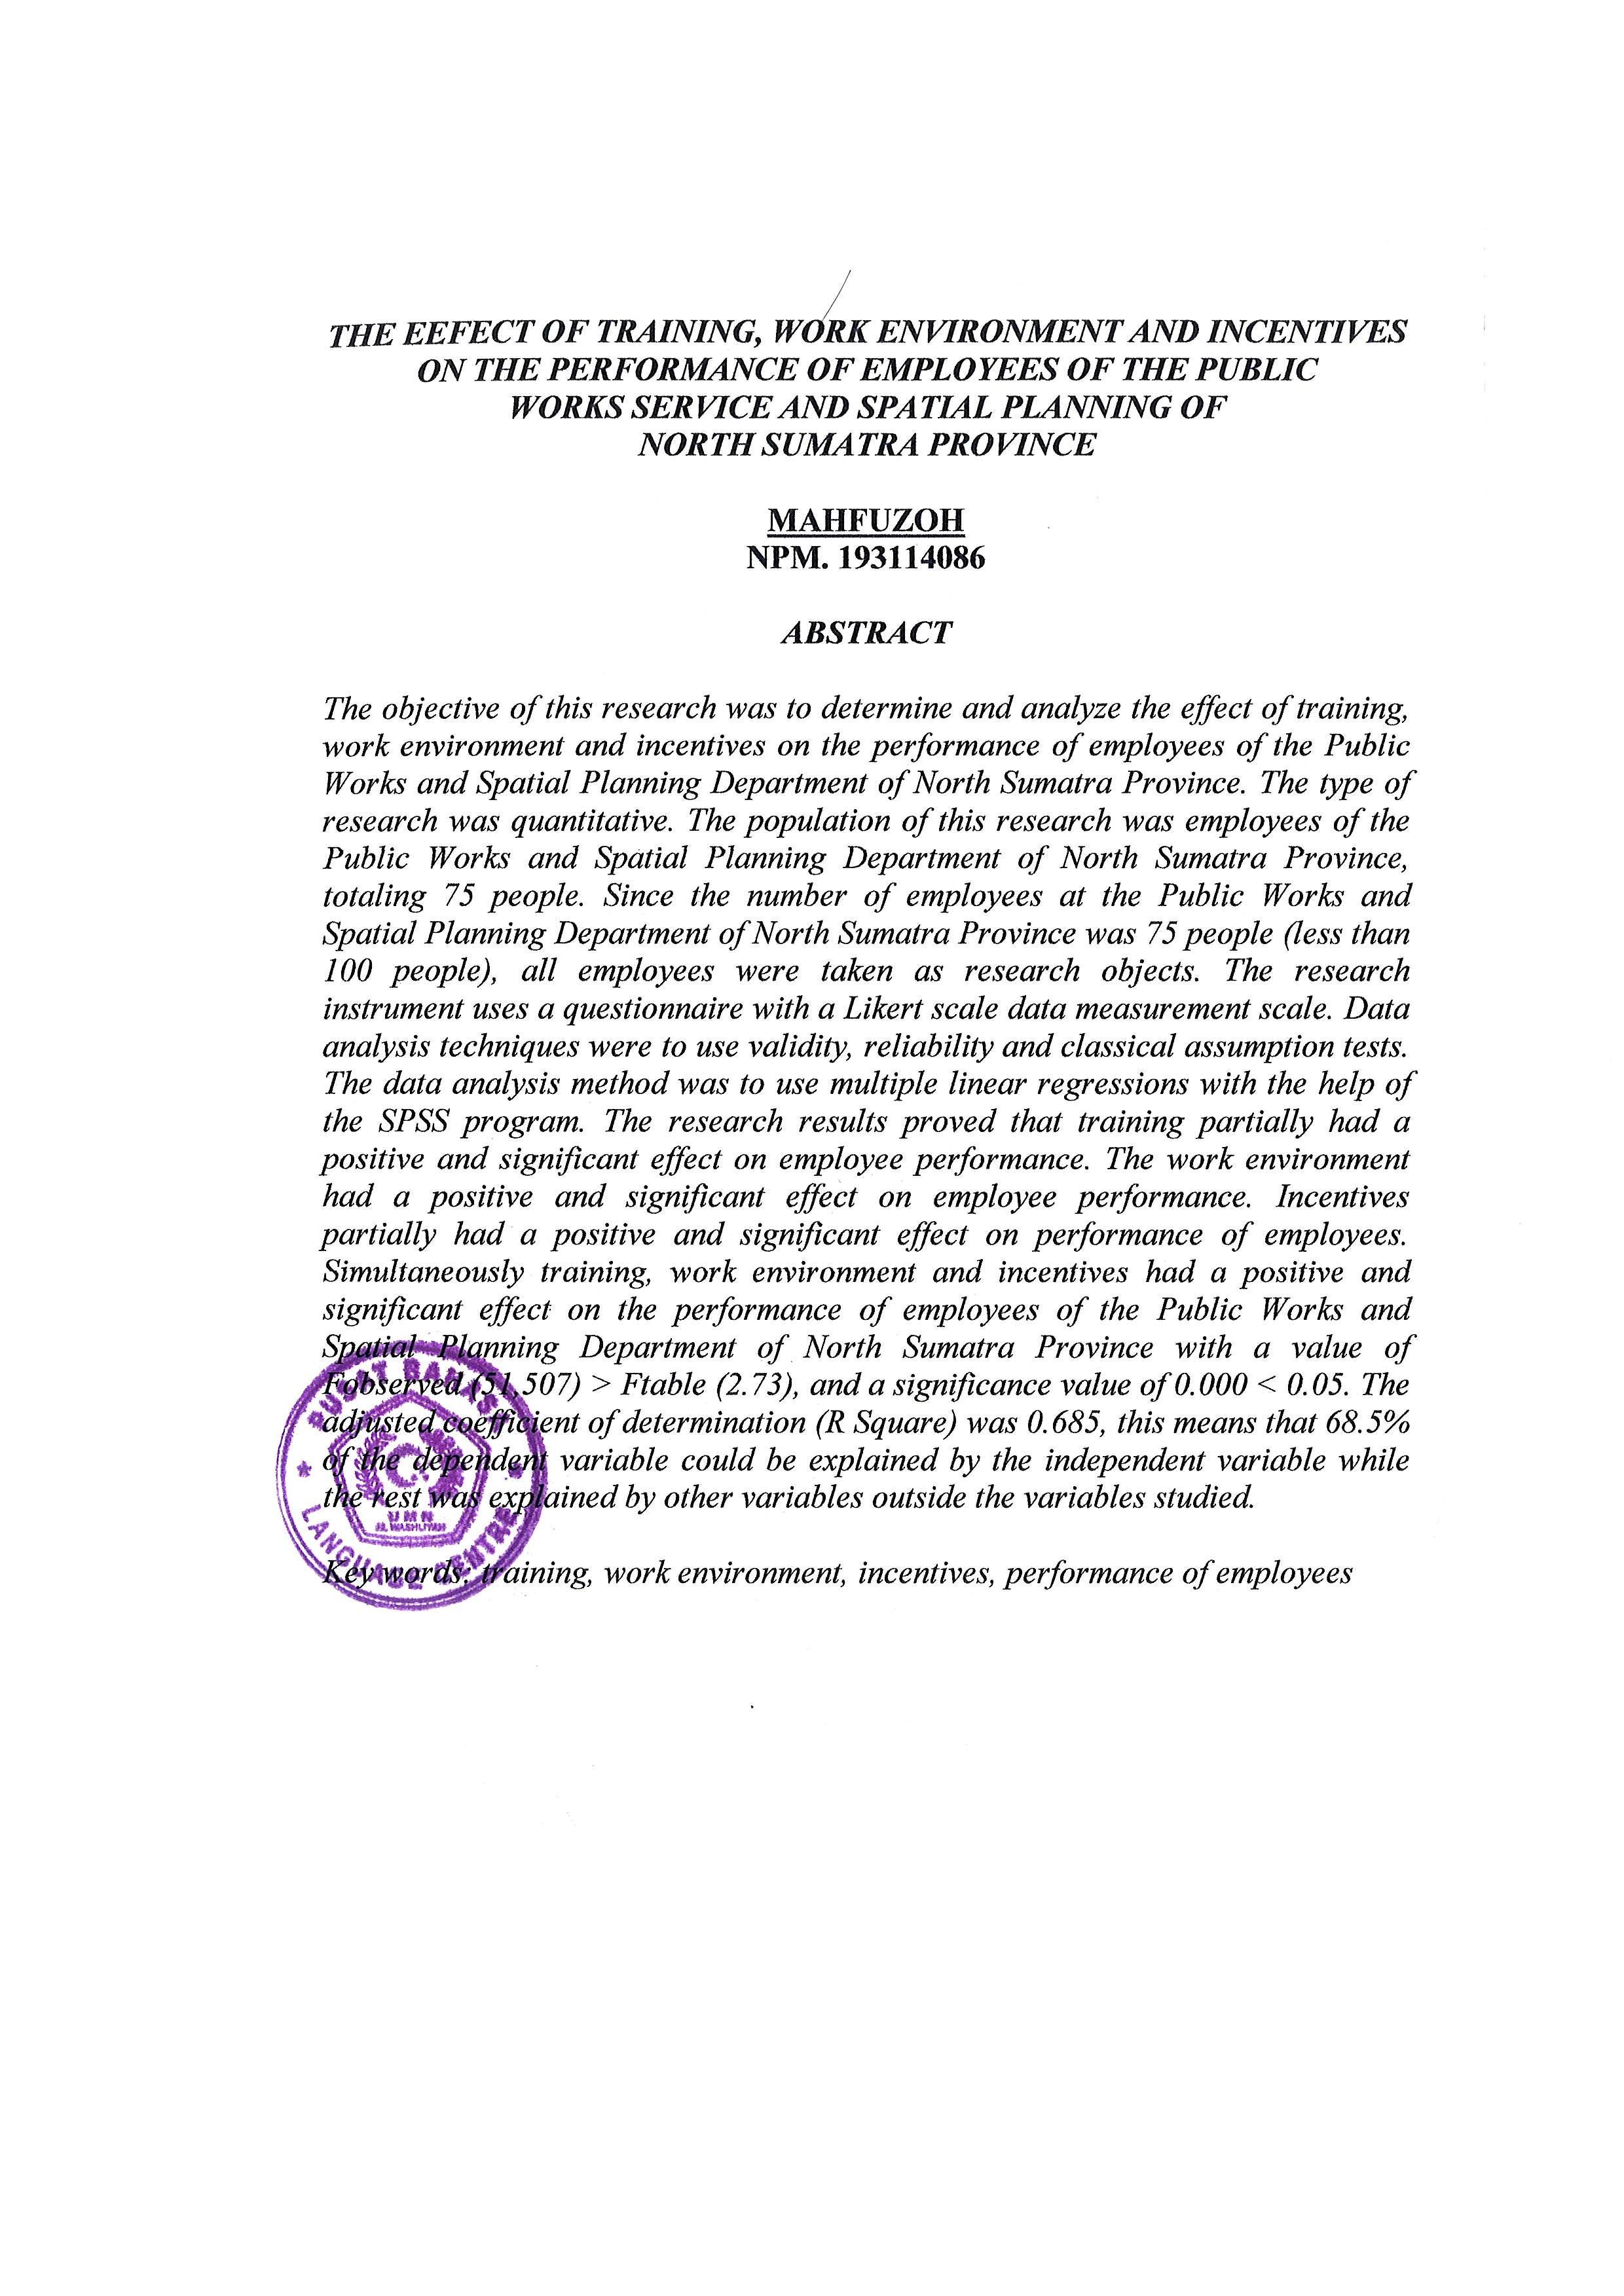 THE EEFECT OF TRAINING, WORK ENVIRONMENT AND INCENTIVES
ON THE PERFORMANCE OF EMPLOYEES OF THE PUBLIC
WORKS SERVICE AND SPATIAL PLANNING OF
NORTH SUMATRA PROVINCE
MAHFUZOH
NPM. 193114086
ABSTRACT
The objective of this research was to determine and analyze the effect of training,
work environment and incentives on the performance of employees of the Public
Works and Spatial Planning Department of North Sumatra Province. The type of
research was quantitative. The population of this research was employees of the
Public Works and Spatial Planning Department of North Sumatra Province,
totaling 75 people. Since the number of employees at the Public Works and
Spatial Planning Department of North Sumatra Province was 75 people (less than
100 people), all employees were taken as research objects. The research
instrument uses a questionnaire with a Likert scale data measurement scale. Data
analysis techniques were to use validity, reliability and classical assumption tests.
The data analysis method was to use multiple linear regressions with the help of
the SPSS program. The research results proved that training partially had a
positive and significant effect on employee performance. The work environment
had a positive and significant effect on employee performance. Incentives
partially had a positive and significant effect on performance of employees.
Simultaneously training, work environment and incentives had a positive and
significant effect on the performance of employees of the Public Works and
Spatial Planning Department of North Sumatra Province with a value of
Fobserved (51,507) > Ftable (2.73), and a significance value of 0.000 < 0.05. The
adjusted coefficient of determination (R Square) was 0.685, this means that 68.5%
of the dependent variable could be explained by the independent variable while
the rest was explained by other variables outside the variables studied.
Key words: training, work environment, incentives, performance of employees
PUSAT BAHASA
UMN
AL WASHLIYAH
LANGUAGE CENTRE